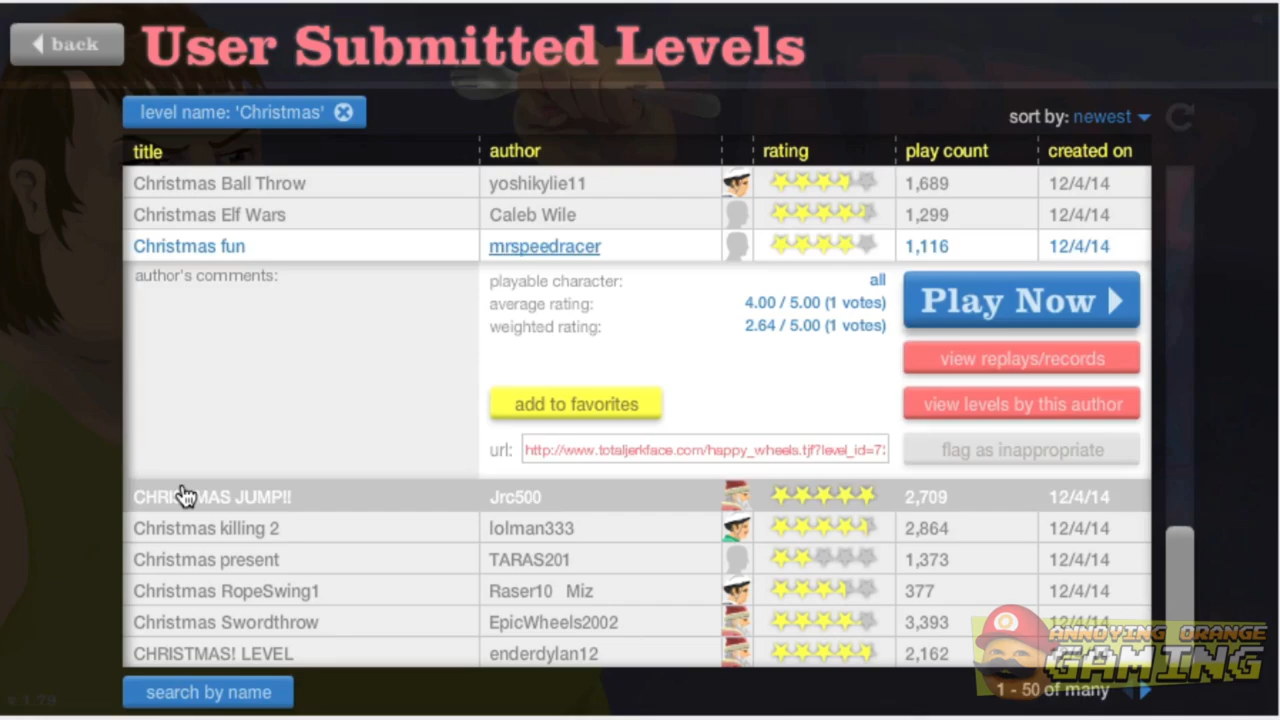 back
User Submitted Levels
level name: 'Christmas'
sort by: newest
title author rating play count created on
Christmas Ball Throw yoshikylie11 1,689 12/4/14
Christmas Elf Wars Caleb Wile 1,299 12/4/14
Christmas fun mrspeedracer 1,116 12/4/14
author's comments:
playable character: all
average rating: 4.00 / 5.00 (1 votes)
weighted rating: 2.64 / 5.00 (1 votes)
Play Now
view replays/records
add to favorites
view levels by this author
url: http://www.totaljerkface.com/happy_wheels.tjf?level_id=7
flag as inappropriate
CHRISTMAS JUMP!! Jrc500 2,709 12/4/14
Christmas killing 2 lolman333 2,864 12/4/14
Christmas present TARAS201 1,373 12/4/14
Christmas RopeSwing1 Raser10 Miz 377 12/4/14
Christmas Swordthrow EpicWheels2002 3,393 12/4/14
CHRISTMAS! LEVEL enderdylan12 2,162
ANNOYING ORANGE
GAMING
search by name
1 - 50 of many
v 1.79